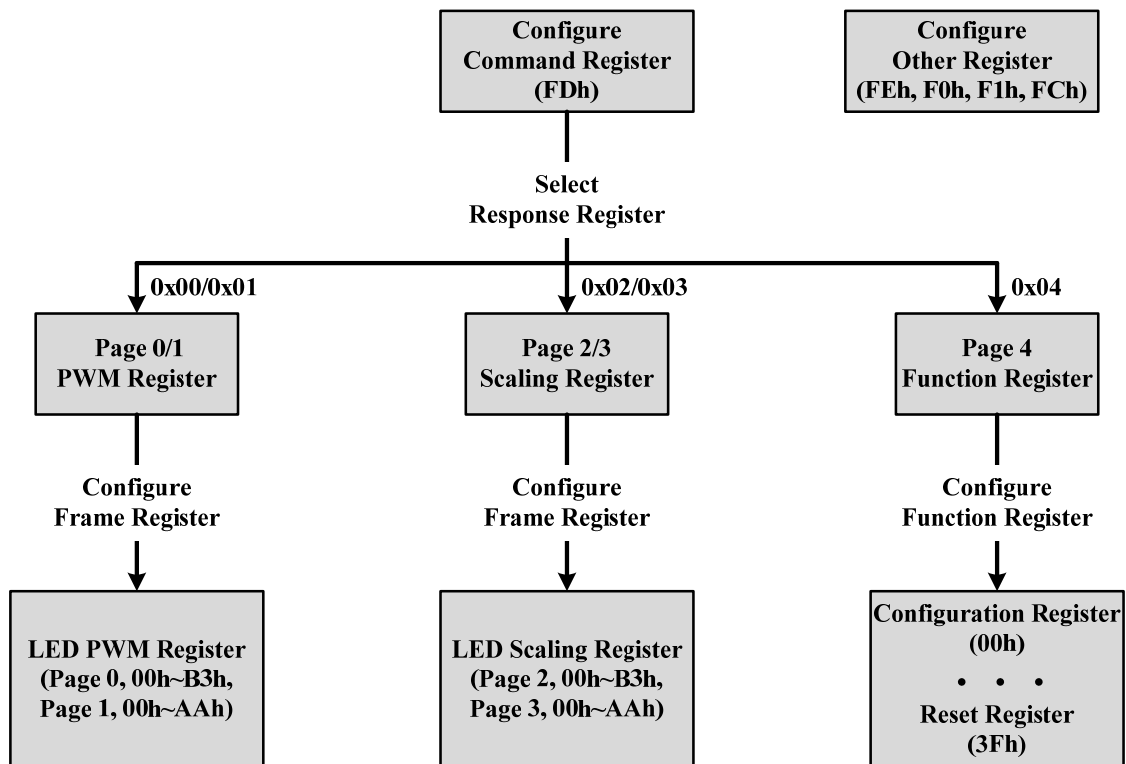 Configure
Command Register
(FDh)
Configure
Other Register
(FEh, F0h, F1h, FCh)
Select
Response Register
0x00/0x01
0x02/0x03
0x04
Page 0/1
PWM Register
Page 2/3
Scaling Register
Page 4
Function Register
Configure
Frame Register
Configure
Frame Register
Configure
Function Register
LED PWM Register
(Page 0, 00h~B3h,
Page 1, 00h~AAh)
LED Scaling Register
(Page 2, 00h~B3h,
Page 3, 00h~AAh)
Configuration Register
(00h)
• • •
Reset Register
(3Fh)